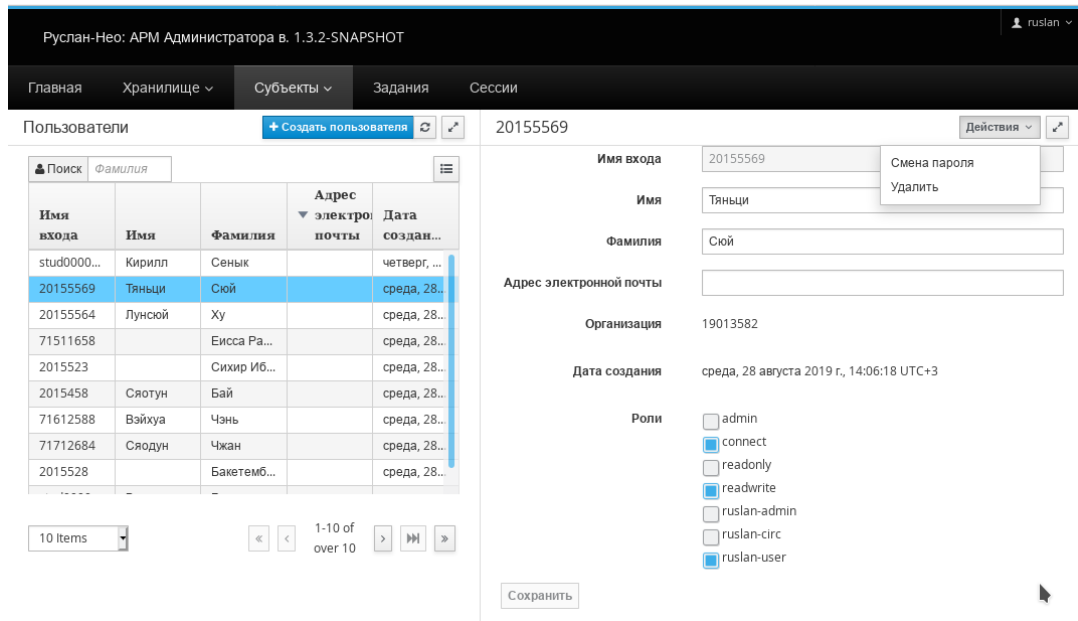 ruslan
Руслан-Нео: АРМ Администратора в. 1.3.2-SNAPSHOT
Главная Хранилище Субъекты Задания Сессии
Пользователи
Создать пользователя
Поиск Фамилия
Имя входа Имя Фамилия Адрес электро почты Дата создан...
stud0000... Кирилл Сенык четверг, ...
20155569 Тяньци Сюй среда, 28...
20155564 Лунсюй Ху среда, 28...
71511658 Еисса Ра... среда, 28...
2015523 Сихир Иб... среда, 28...
2015458 Сяотун Бай среда, 28...
71612588 Вэйхуа Чэнь среда, 28...
71712684 Сяодун Чжан среда, 28...
2015528 Бакетемб... среда, 28...
10 Items
1-10 of
over 10
20155569
Действия
Смена пароля
Удалить
Имя входа 20155569
Имя Тяньци
Фамилия Сюй
Адрес электронной почты
Организация 19013582
Дата создания среда, 28 августа 2019 г., 14:06:18 UTC+3
Роли admin
connect
readonly
readwrite
ruslan-admin
ruslan-circ
ruslan-user
Сохранить